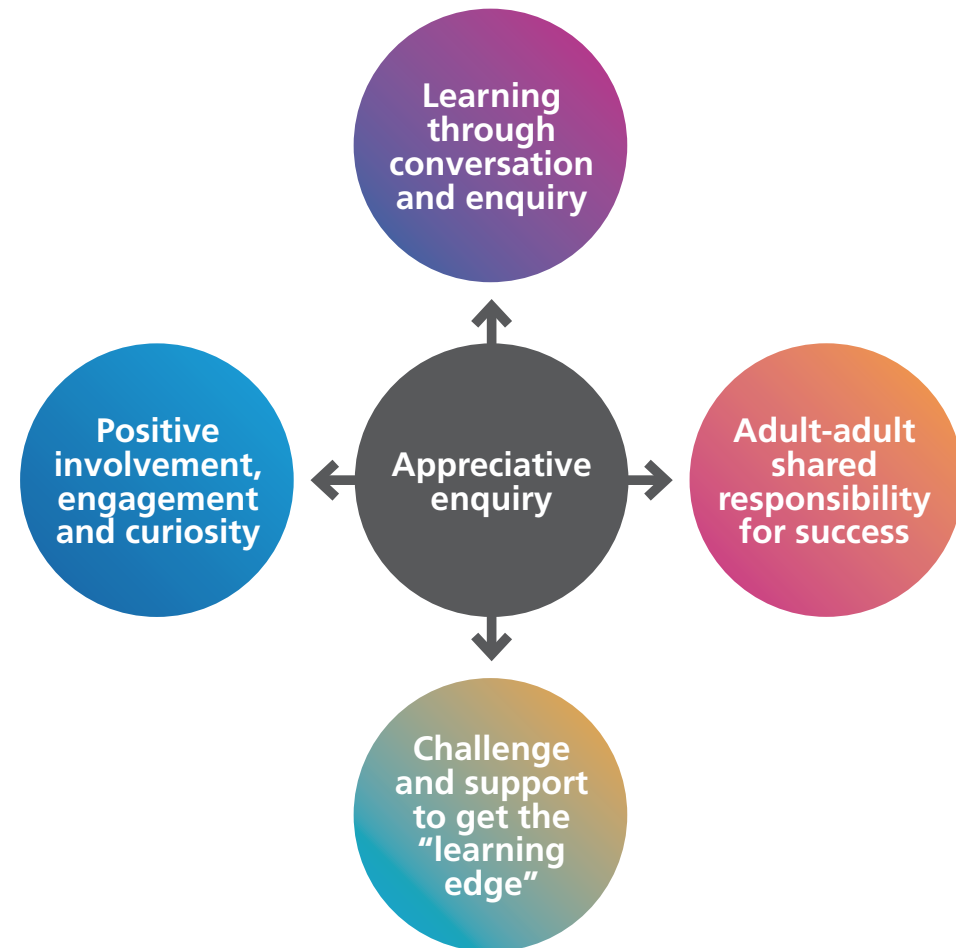 Learning
through
conversation
and enquiry
Positive
involvement,
engagement
and curiosity
Appreciative
enquiry
Adult-adult
shared
responsibility
for success
Challenge
and support
to get the
“learning
edge”